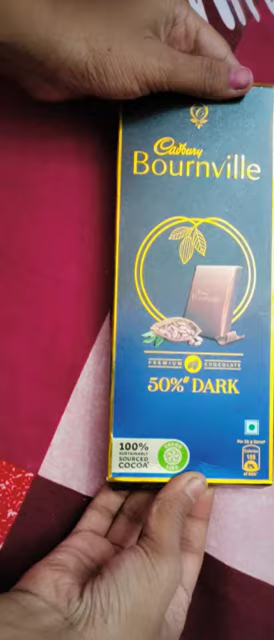 Cadbury
Bournville
PREMIUM CHOCOLATE
50%# DARK
100%
SUSTAINABLY
SOURCED
COCOA